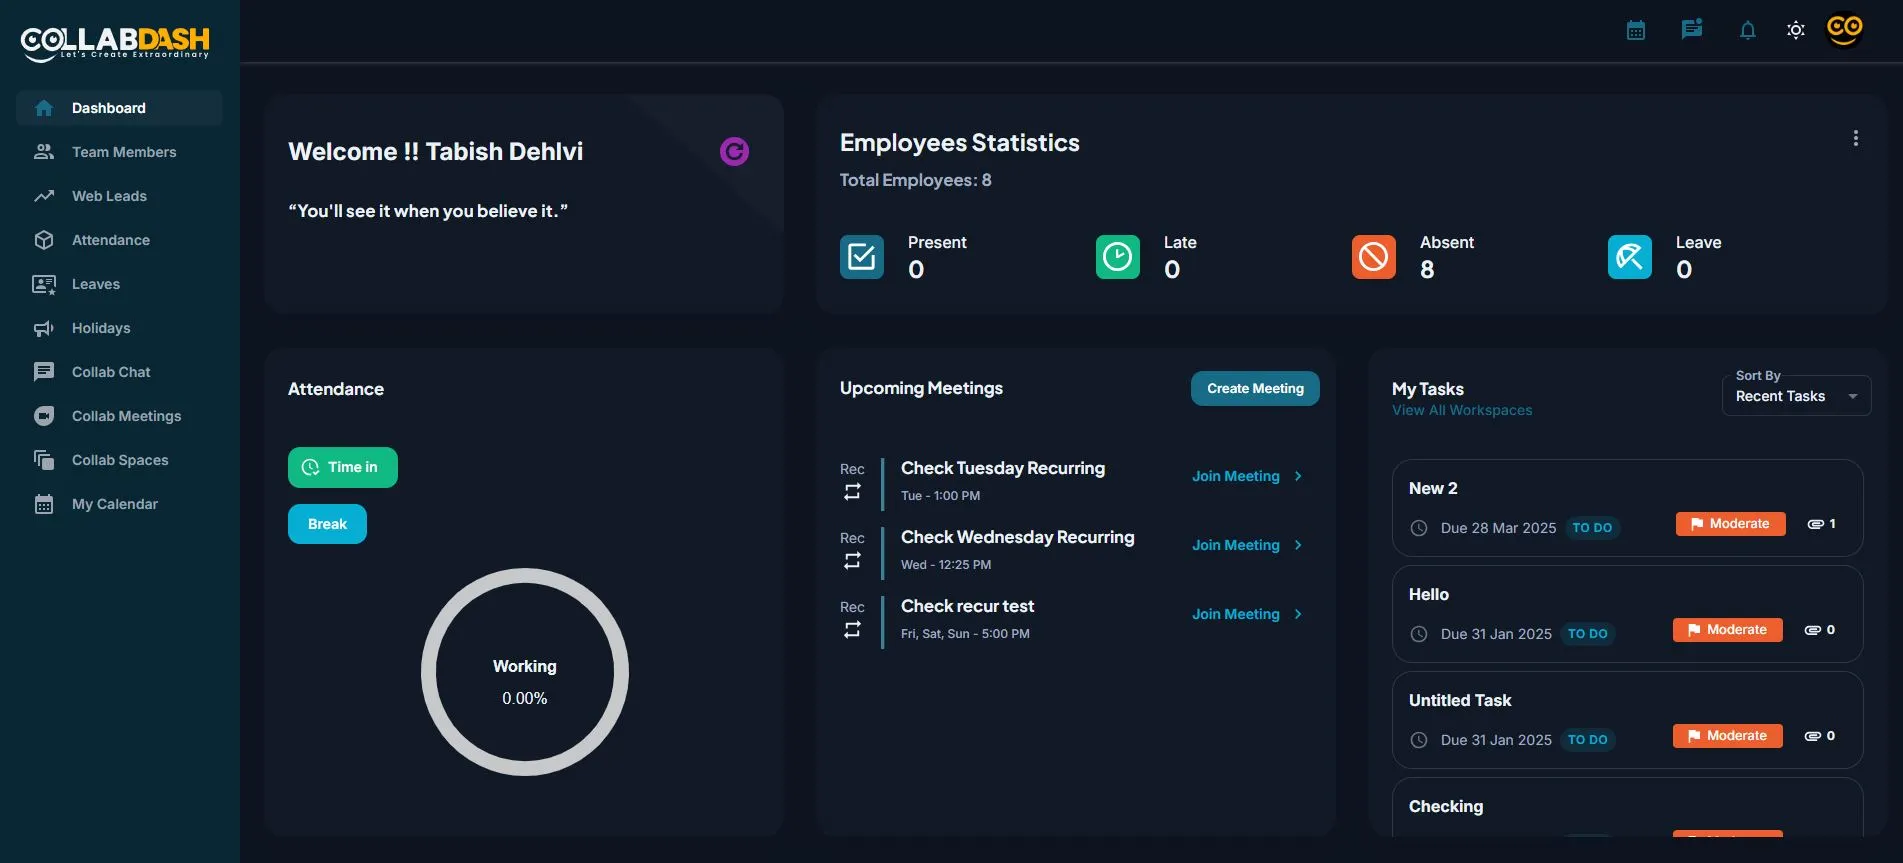 COLLABDASH
Let's Create Extraordinary
Dashboard
Team Members
Web Leads
Attendance
Leaves
Holidays
Collab Chat
Collab Meetings
Collab Spaces
My Calendar
CO
Welcome !! Tabish Dehlvi
“You'll see it when you believe it.”
Employees Statistics
Total Employees: 8
Present
0
Late
0
Absent
8
Leave
0
Attendance
Time in
Break
Working
0.00%
Upcoming Meetings
Create Meeting
Rec
Check Tuesday Recurring
Tue - 1:00 PM
Join Meeting
Rec
Check Wednesday Recurring
Wed - 12:25 PM
Join Meeting
Rec
Check recur test
Fri, Sat, Sun - 5:00 PM
Join Meeting
My Tasks
View All Workspaces
Sort By
Recent Tasks
New 2
Due 28 Mar 2025 TO DO Moderate 1
Hello
Due 31 Jan 2025 TO DO Moderate 0
Untitled Task
Due 31 Jan 2025 TO DO Moderate 0
Checking